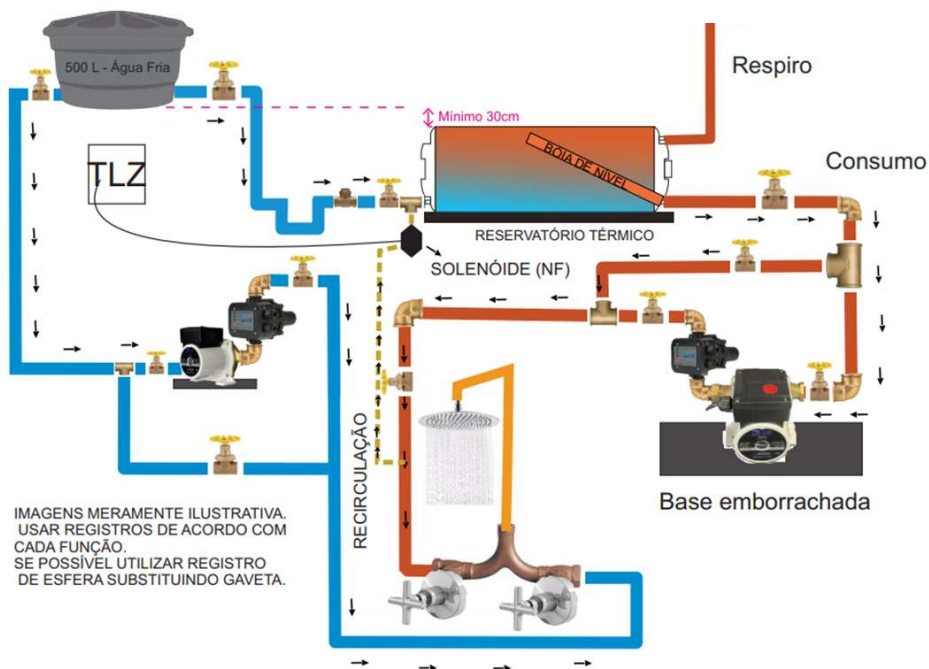 500 L - Água Fria
Respiro
Mínimo 30cm
TLZ
BOIA DE NÍVEL
Consumo
RESERVATÓRIO TÉRMICO
SOLENÓIDE (NF)
RECIRCULAÇÃO
Base emborrachada
IMAGENS MERAMENTE ILUSTRATIVA.
USAR REGISTROS DE ACORDO COM
CADA FUNÇÃO.
SE POSSÍVEL UTILIZAR REGISTRO
DE ESFERA SUBSTITUINDO GAVETA.